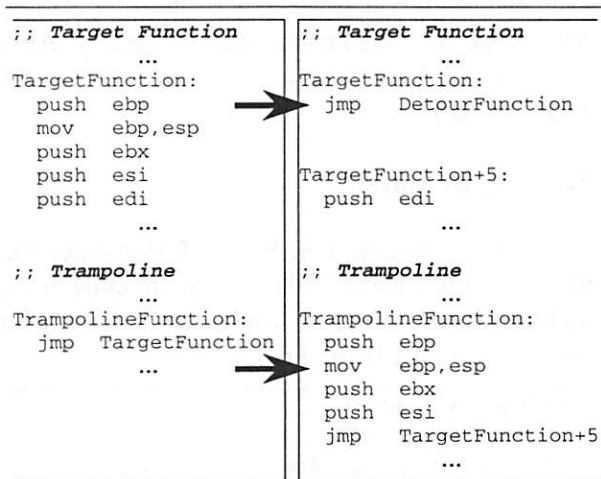 ;; Target Function
...
TargetFunction:
push ebp
mov ebp,esp
push ebx
push esi
push edi
...
;; Trampoline
...
TrampolineFunction:
jmp TargetFunction
...
;; Target Function
...
TargetFunction:
jmp DetourFunction
TargetFunction+5:
push edi
...
;; Trampoline
...
TrampolineFunction:
push ebp
mov ebp,esp
push ebx
push esi
jmp TargetFunction+5
...